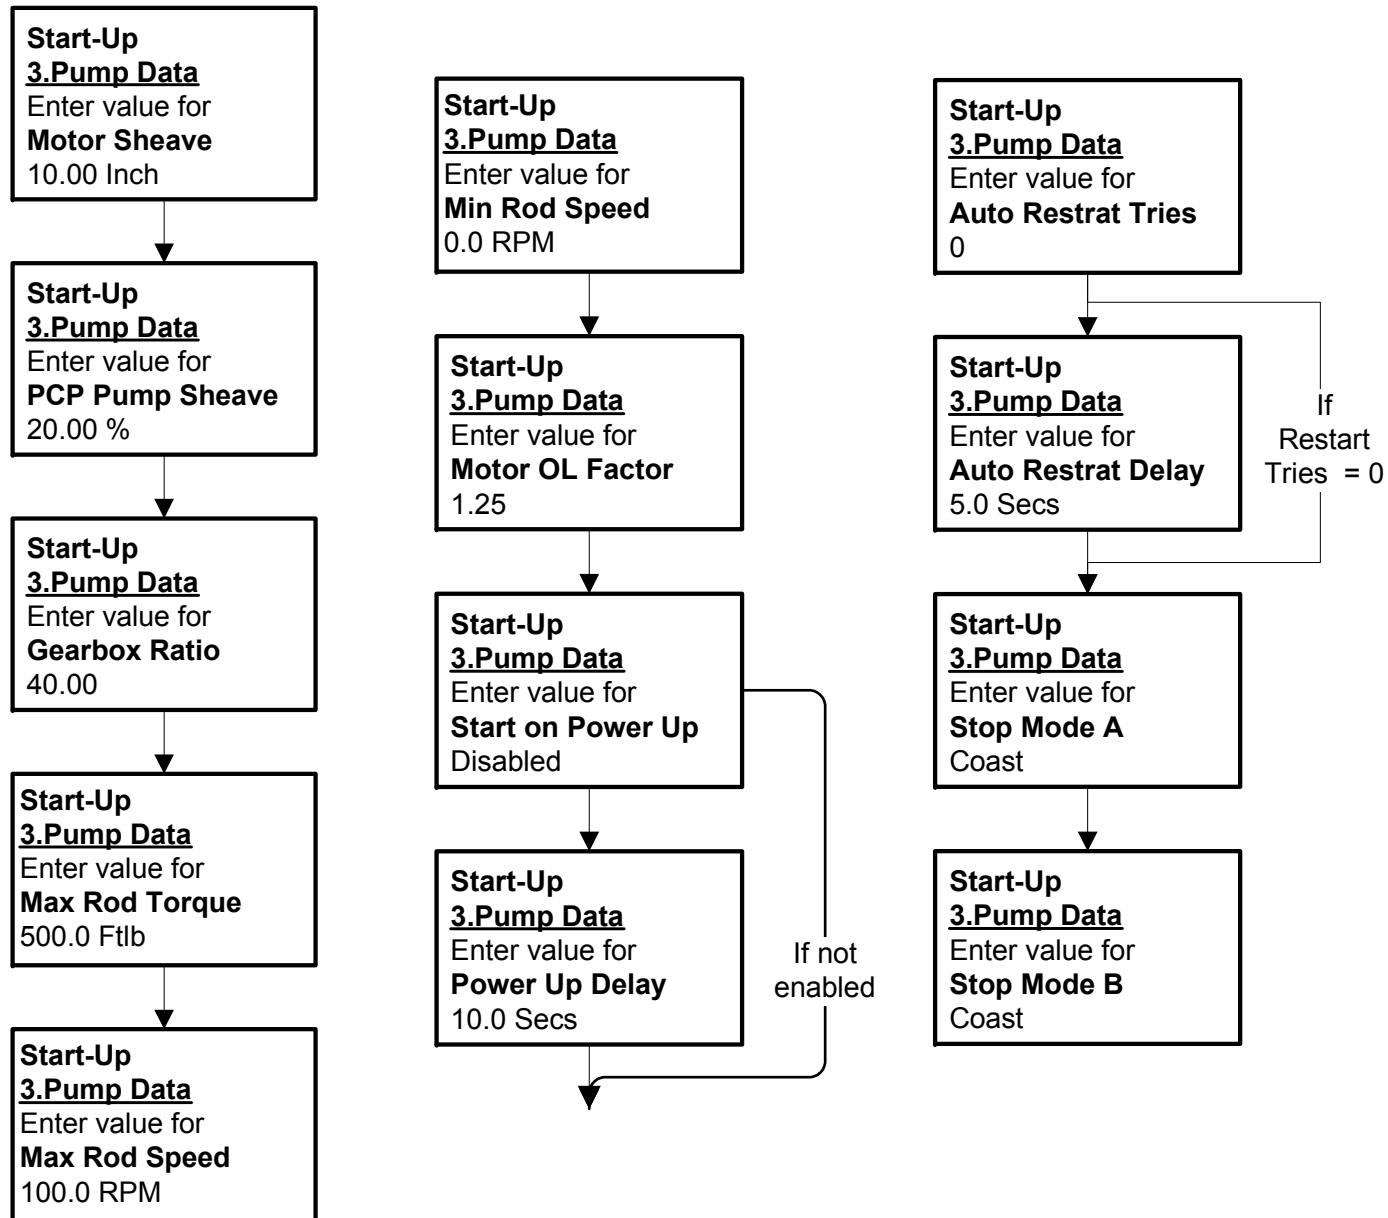 Start-Up
3.Pump Data
Enter value for
Motor Sheave
10.00 Inch
Start-Up
3.Pump Data
Enter value for
PCP Pump Sheave
20.00 %
Start-Up
3.Pump Data
Enter value for
Gearbox Ratio
40.00
Start-Up
3.Pump Data
Enter value for
Max Rod Torque
500.0 Ftlb
Start-Up
3.Pump Data
Enter value for
Max Rod Speed
100.0 RPM
Start-Up
3.Pump Data
Enter value for
Min Rod Speed
0.0 RPM
Start-Up
3.Pump Data
Enter value for
Motor OL Factor
1.25
Start-Up
3.Pump Data
Enter value for
Start on Power Up
Disabled
Start-Up
3.Pump Data
Enter value for
Power Up Delay
10.0 Secs
If not
enabled
Start-Up
3.Pump Data
Enter value for
Auto Restrat Tries
0
Start-Up
3.Pump Data
Enter value for
Auto Restrat Delay
5.0 Secs
If
Restart
Tries = 0
Start-Up
3.Pump Data
Enter value for
Stop Mode A
Coast
Start-Up
3.Pump Data
Enter value for
Stop Mode B
Coast